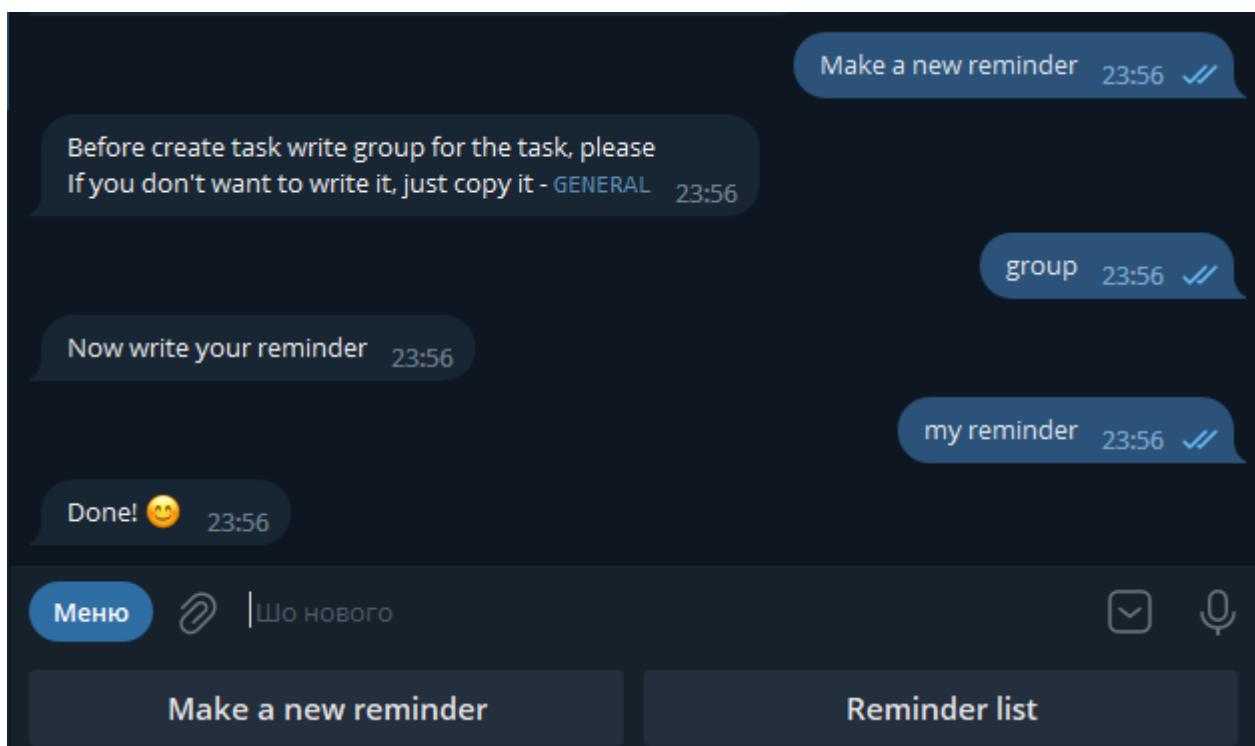 Make a new reminder 23:56
Before create task write group for the task, please
If you don't want to write it, just copy it - GENERAL 23:56
group 23:56
Now write your reminder 23:56
my reminder 23:56
Done! 😊 23:56
Меню Шо нового
Make a new reminder Reminder list